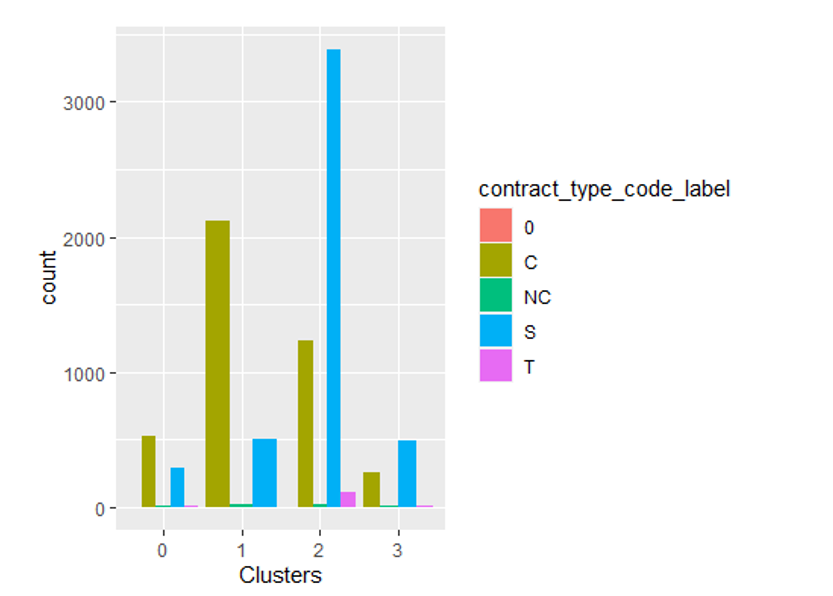 3000
2000
1000
0
count
0 1 2 3
Clusters
contract_type_code_label
0
C
NC
S
T